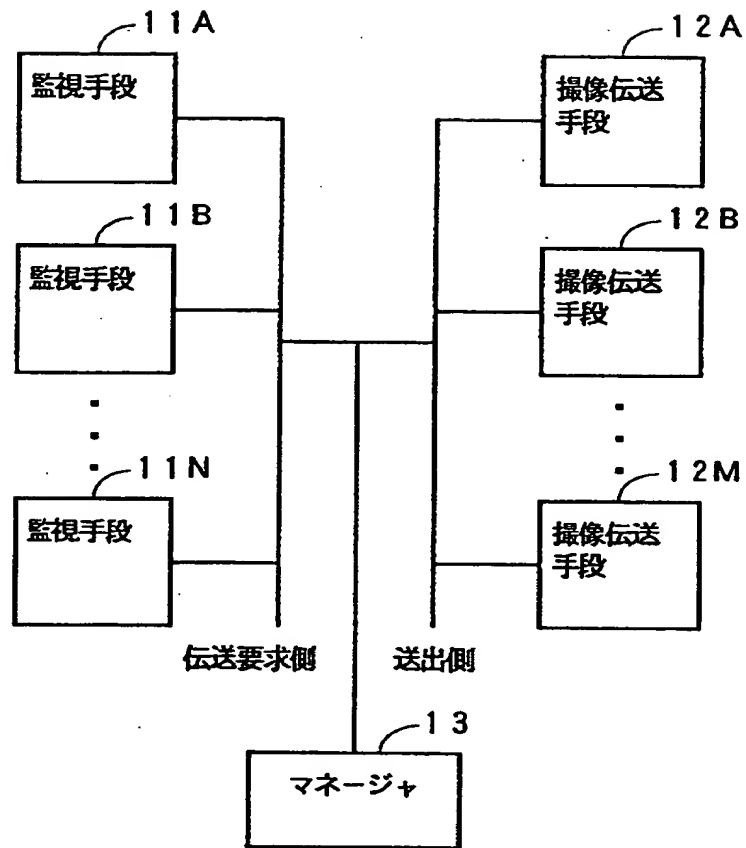 11A
監視手段
12A
撮像伝送
手段
11B
監視手段
12B
撮像伝送
手段
11N
監視手段
12M
撮像伝送
手段
伝送要求側
送出側
13
マネージャ